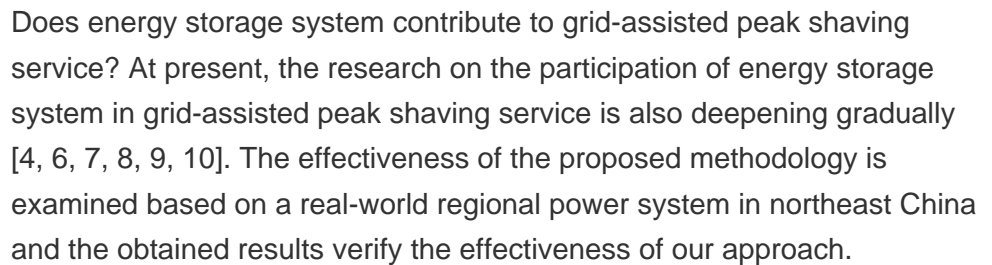 Does energy storage system contribute to grid-assisted peak shaving
service? At present, the research on the participation of energy storage
system in grid-assisted peak shaving service is also deepening gradually
[4, 6, 7, 8, 9, 10]. The effectiveness of the proposed methodology is
examined based on a real-world regional power system in northeast China
and the obtained results verify the effectiveness of our approach.